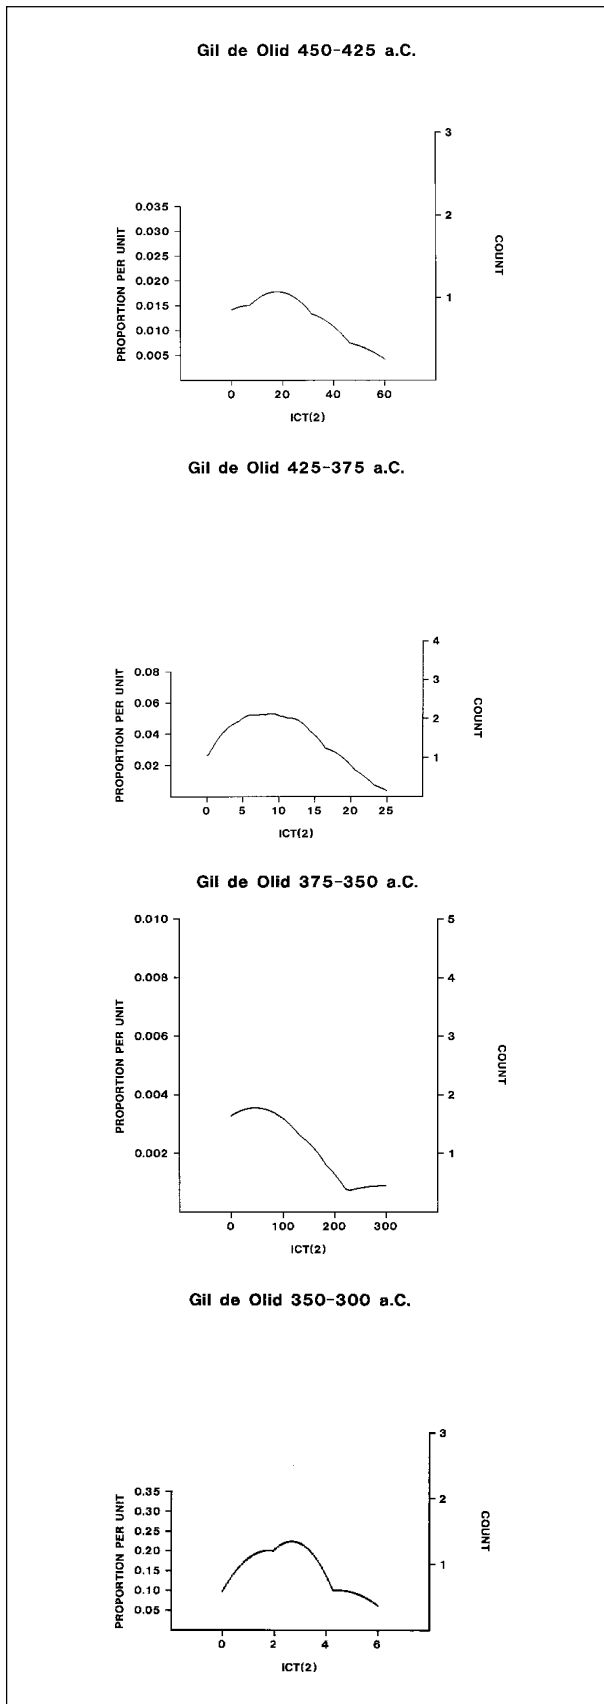 Gil de Olid 450-425 a.C.
3
2
1
COUNT
0.035
0.030
0.025
0.020
0.015
0.010
0.005
PROPORTION PER UNIT
0 20 40 60
ICT(2)
Gil de Olid 425-375 a.C.
4
3
2
1
COUNT
0.08
0.06
0.04
0.02
PROPORTION PER UNIT
0 5 10 15 20 25
ICT(2)
Gil de Olid 375-350 a.C.
0.010
0.008
0.006
0.004
0.002
PROPORTION PER UNIT
5
4
3
2
1
COUNT
0 100 200 300
ICT(2)
Gil de Olid 350-300 a.C.
3
2
1
COUNT
0.35
0.30
0.25
0.20
0.15
0.10
0.05
PROPORTION PER UNIT
0 2 4 6
ICT(2)